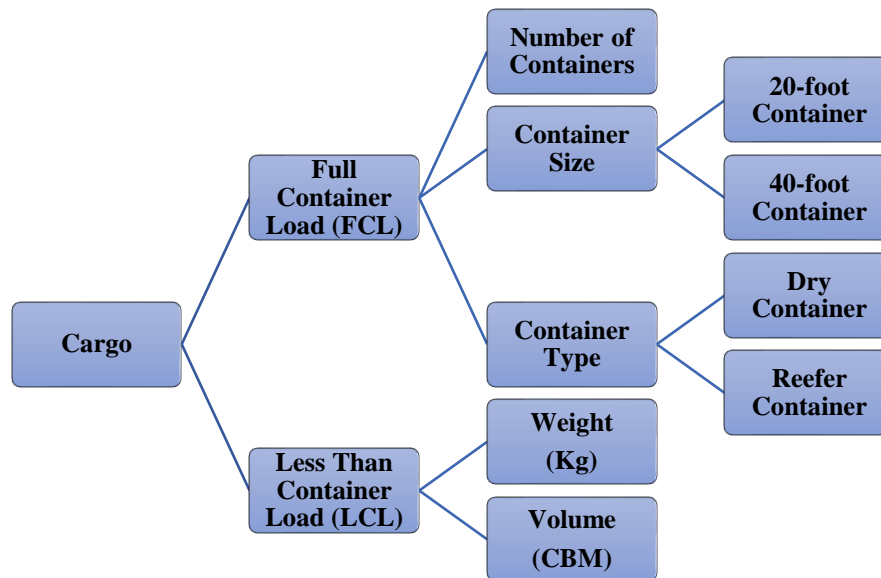 Number of
Containers
20-foot
Container
Container
Size
Full
Container
Load (FCL)
40-foot
Container
Dry
Container
Cargo
Container
Type
Reefer
Container
Weight
(Kg)
Less Than
Container
Load (LCL)
Volume
(CBM)